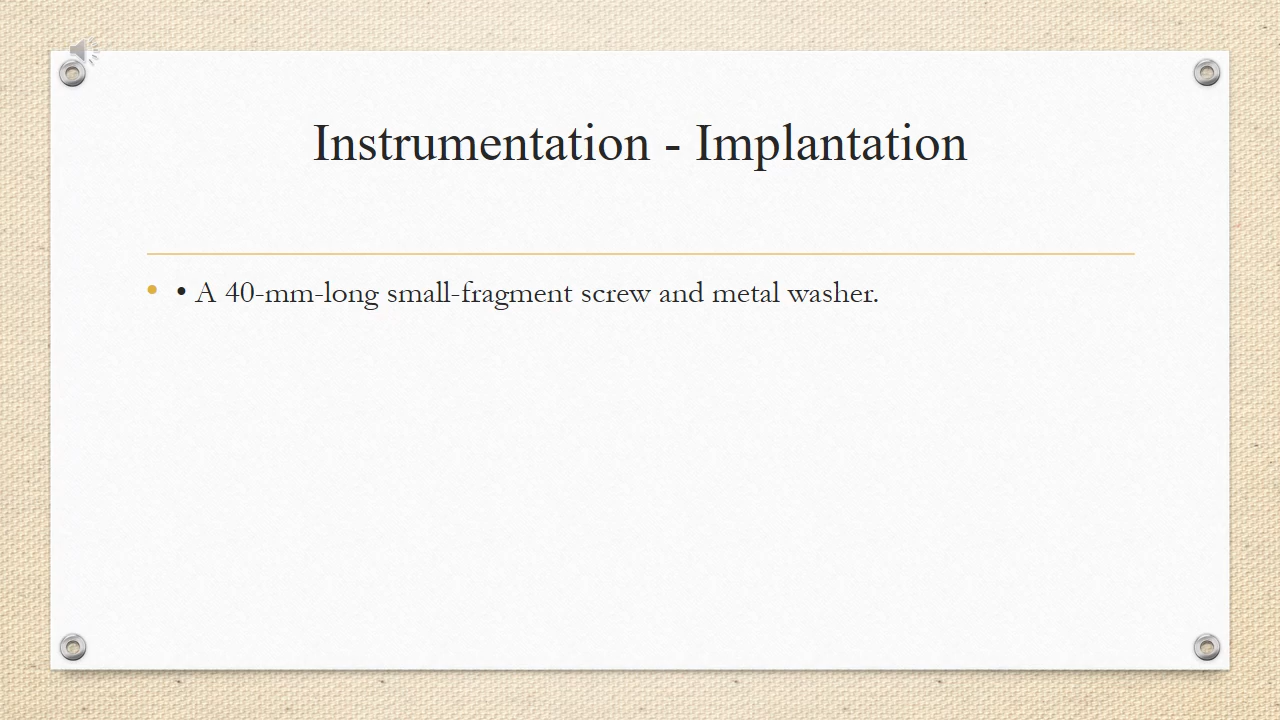 Instrumentation - Implantation
• • A 40-mm-long small-fragment screw and metal washer.